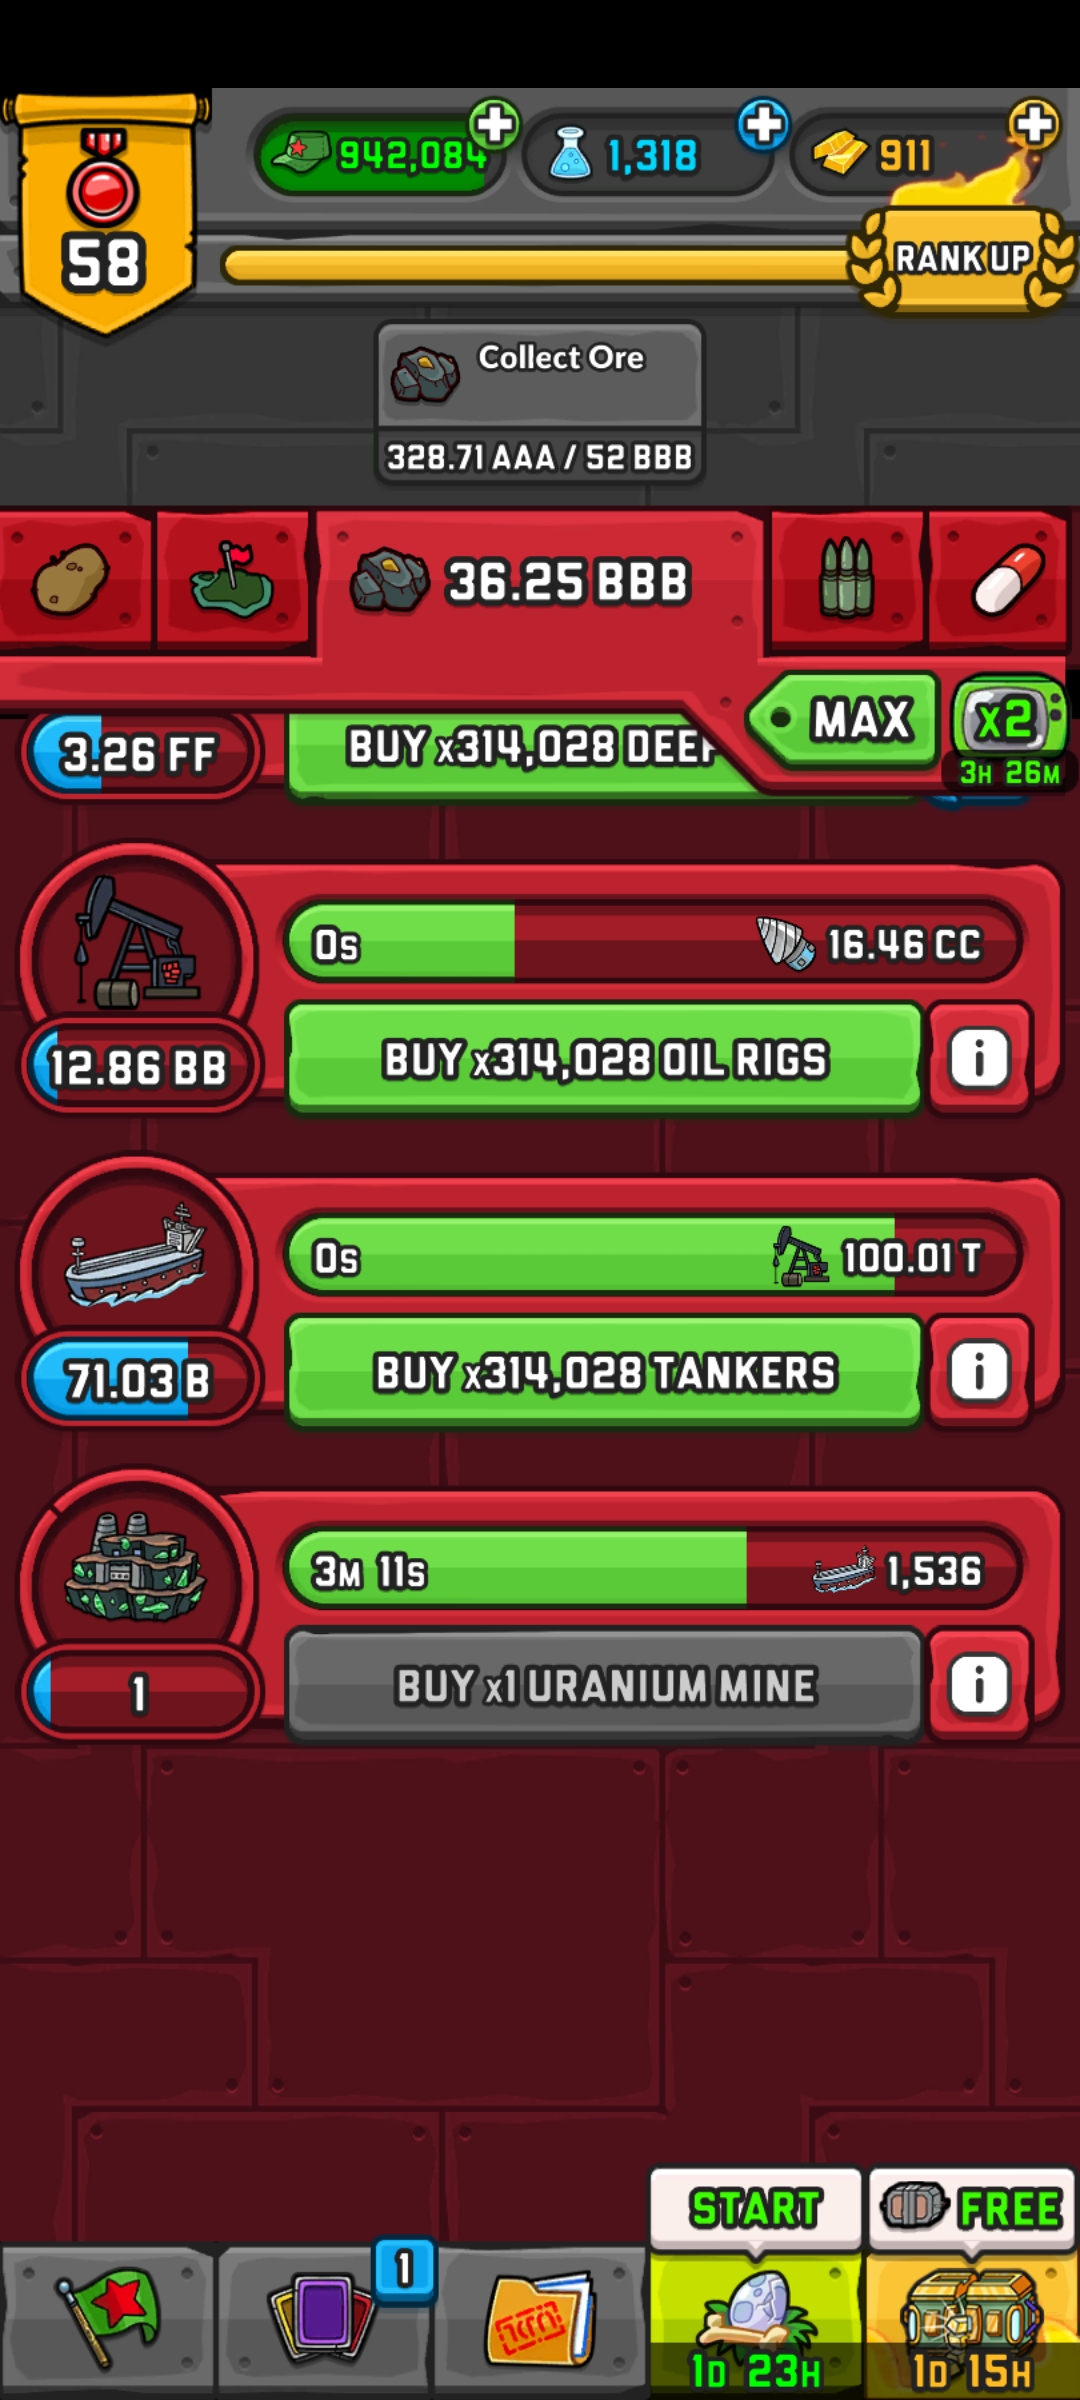 942,084
1,318
911
58
RANK UP
Collect Ore
328.71 AAA / 52 BBB
36.25 BBB
MAX
x2
3H 26M
3.26 FF
BUY x314,028 DEEP
0s
16.46 CC
12.86 BB
BUY x314,028 OIL RIGS
i
0s
100.01 T
71.03 B
BUY x314,028 TANKERS
i
3M 11s
1,536
1
BUY x1 URANIUM MINE
i
START
FREE
1
1D 23H
1D 15H